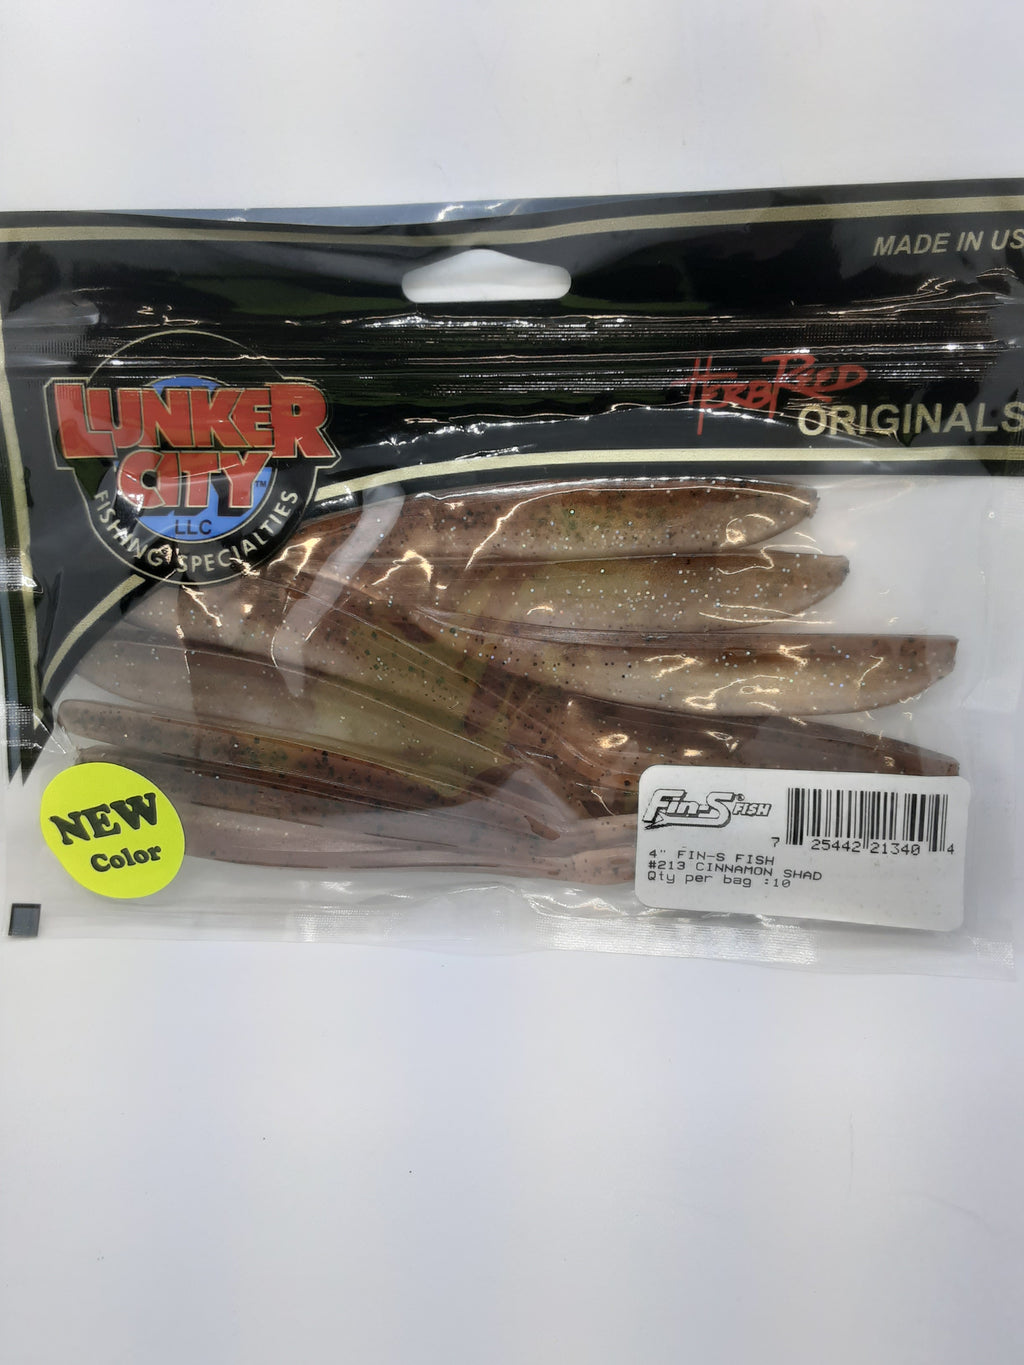 MADE IN US
HERB REED
ORIGINALS
LUNKER
CITY™
LLC
FISHING SPECIALTIES
NEW
Color
Fin-S® FISH
7 25442 21340 4
4" FIN-S FISH
#213 CINNAMON SHAD
Qty per bag :10